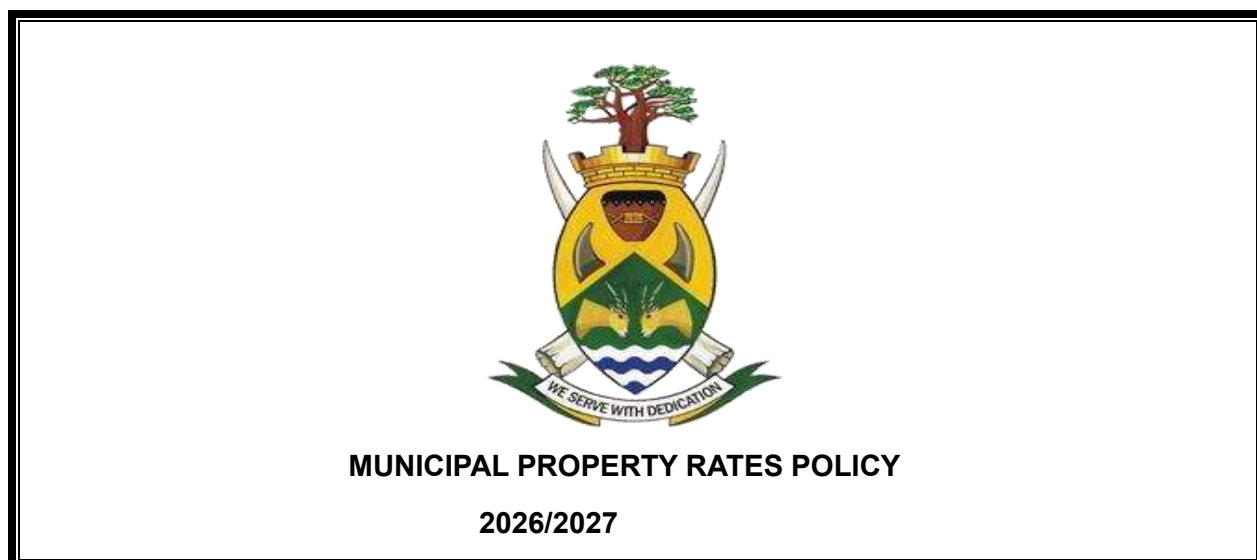 WE SERVE WITH DEDICATION
MUNICIPAL PROPERTY RATES POLICY
2026/2027